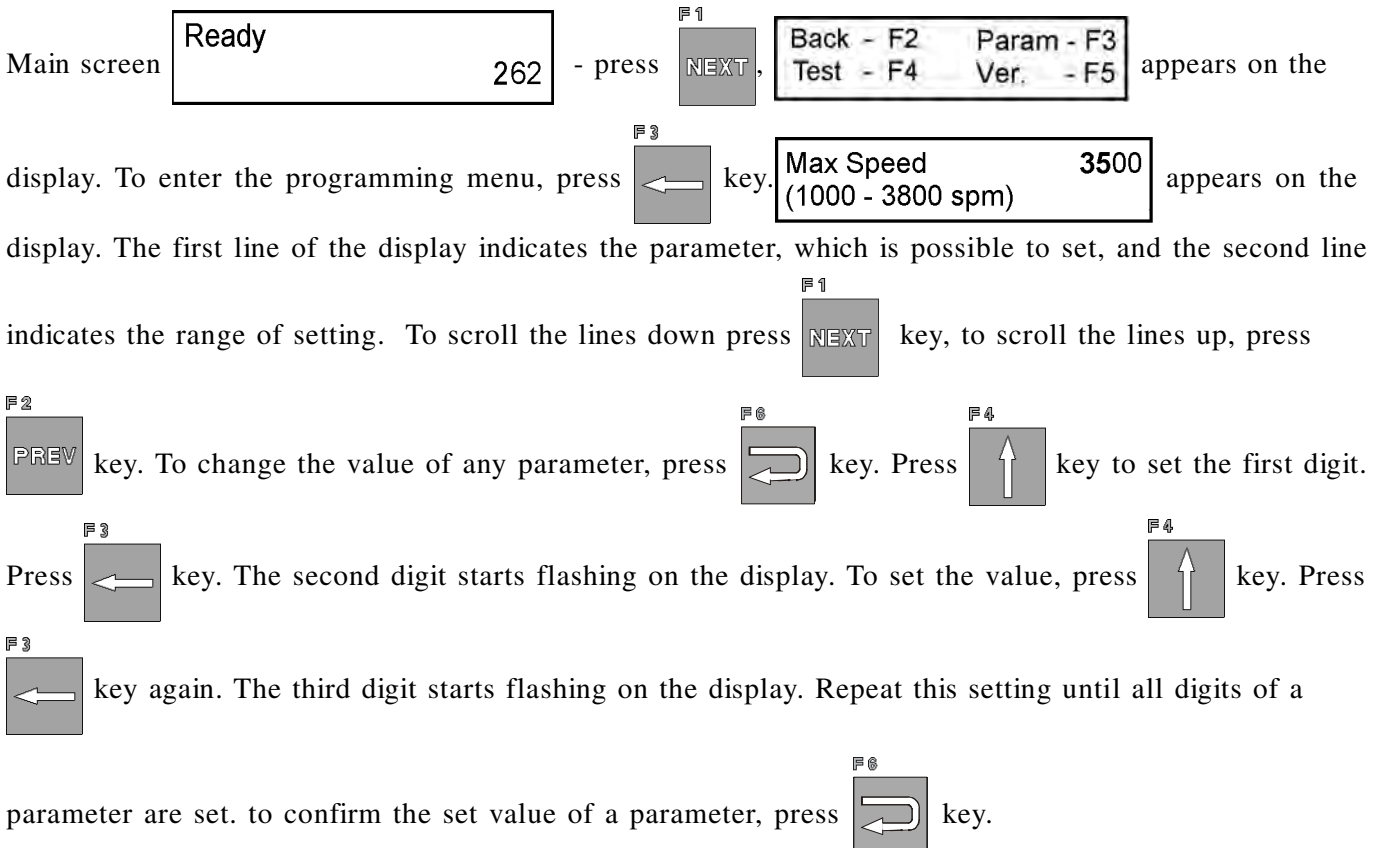 F1
Main screen Ready 262 - press NEXT, Back - F2 Param - F3 Test - F4 Ver. - F5 appears on the
F3
display. To enter the programming menu, press key. Max Speed 3500 (1000 - 3800 spm) appears on the
display. The first line of the display indicates the parameter, which is possible to set, and the second line
F1
indicates the range of setting. To scroll the lines down press NEXT key, to scroll the lines up, press
F2 F6 F4
PREV key. To change the value of any parameter, press key. Press key to set the first digit.
F3 F4
Press key. The second digit starts flashing on the display. To set the value, press key. Press
F3
key again. The third digit starts flashing on the display. Repeat this setting until all digits of a
F6
parameter are set. to confirm the set value of a parameter, press key.